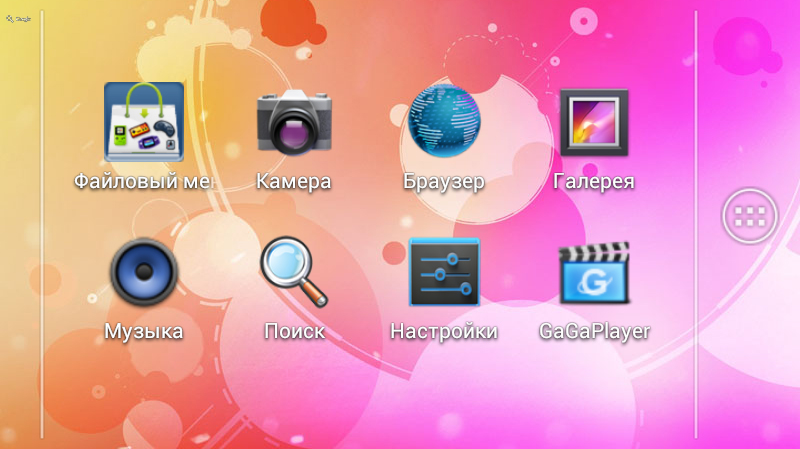 Файловый ме
Камера
Браузер
Галерея
Музыка
Поиск
Настройки
GaGaPlayer